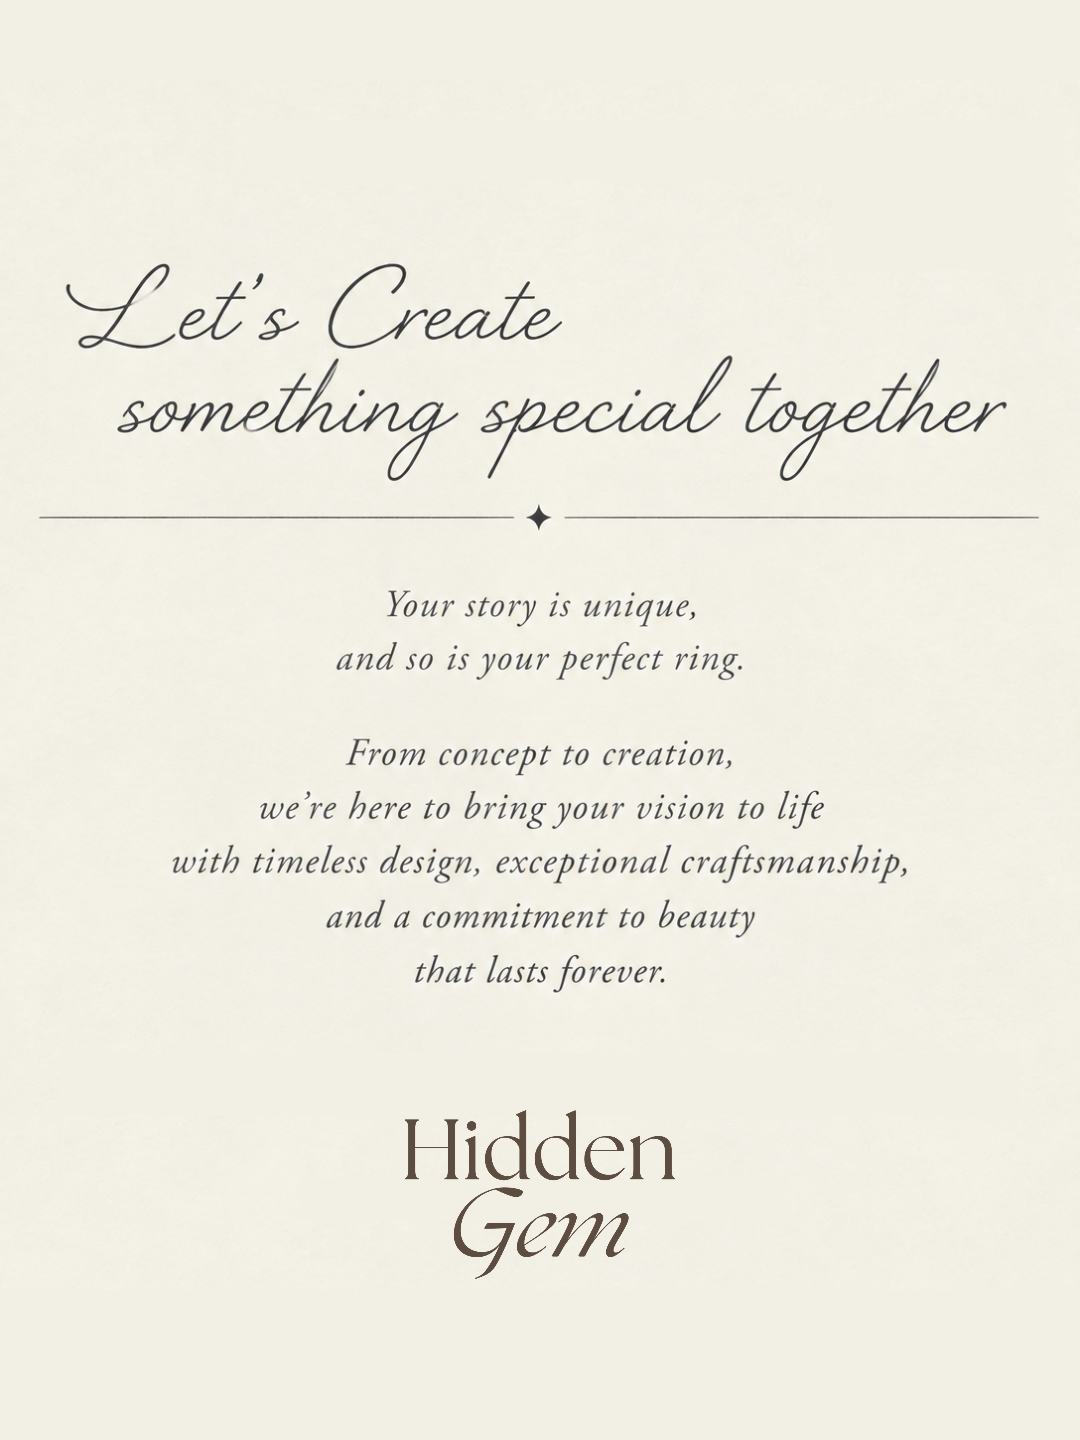 Let’s Create
something special together
Your story is unique,
and so is your perfect ring.
From concept to creation,
we’re here to bring your vision to life
with timeless design, exceptional craftsmanship,
and a commitment to beauty
that lasts forever.
Hidden
Gem